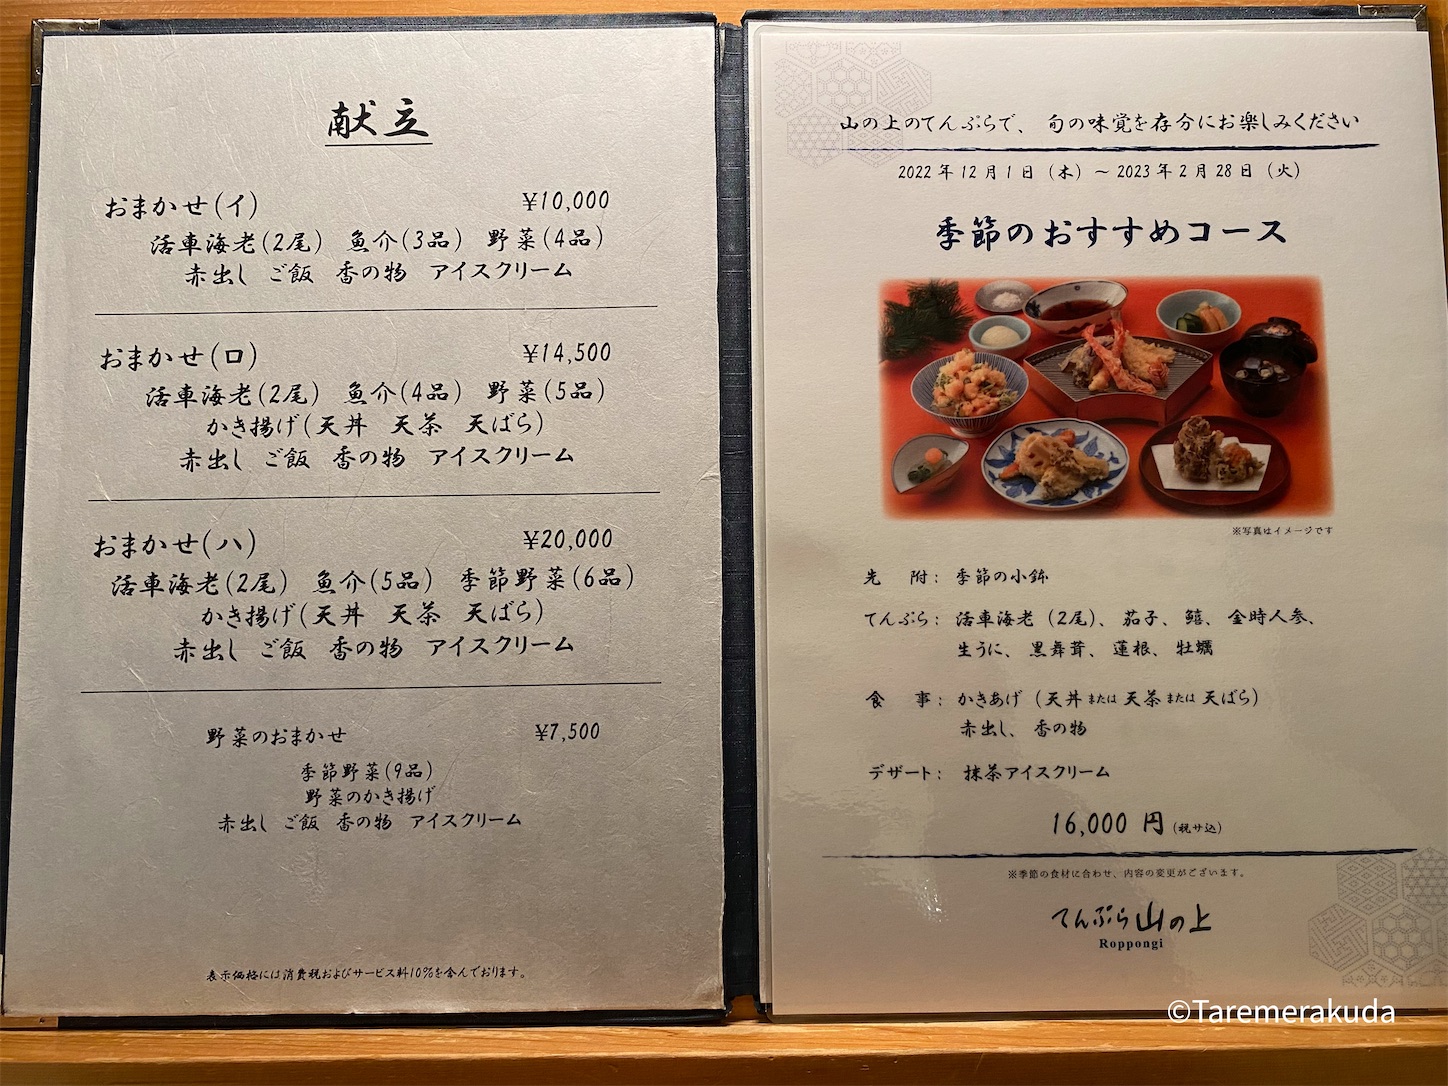 献立
おまかせ(イ) ¥10,000
活車海老(2尾) 魚介(3品) 野菜(4品)
赤出し ご飯 香の物 アイスクリーム
おまかせ(ロ) ¥14,500
活車海老(2尾) 魚介(4品) 野菜(5品)
かき揚げ(天丼 天茶 天ばら)
赤出し ご飯 香の物 アイスクリーム
おまかせ(ハ) ¥20,000
活車海老(2尾) 魚介(5品) 季節野菜(6品)
かき揚げ(天丼 天茶 天ばら)
赤出し ご飯 香の物 アイスクリーム
野菜のおまかせ ¥7,500
季節野菜(9品)
野菜のかき揚げ
赤出し ご飯 香の物 アイスクリーム
表示価格には消費税およびサービス料10%を含んでおります。
山の上のてんぷらで、旬の味覚を存分にお楽しみください
2022年12月1日(木)～2023年2月28日(火)
季節のおすすめコース
※写真はイメージです
先 附: 季節の小鉢
てんぷら: 活車海老(2尾)、茄子、鱚、金時人参、
生うに、黒舞茸、蓮根、牡蠣
食 事: かきあげ(天丼または天茶または天ばら)
赤出し、香の物
デザート: 抹茶アイスクリーム
16,000 円(税サ込)
※季節の食材に合わせ、内容の変更がございます。
てんぷら山の上
Roppongi
©Taremerakuda